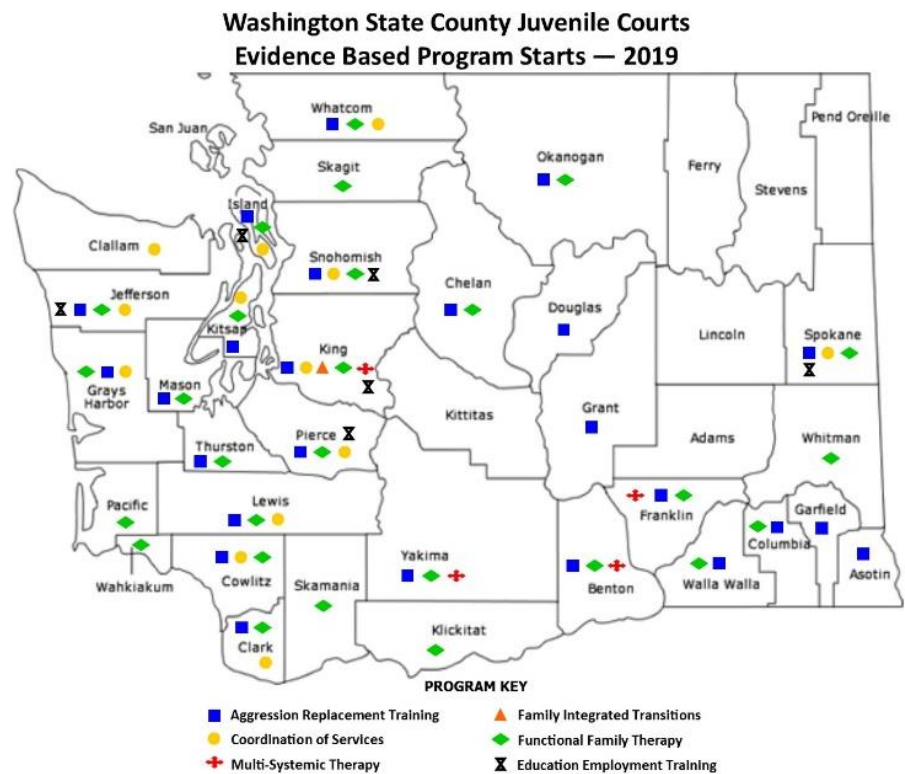 Washington State County Juvenile Courts
Evidence Based Program Starts — 2019
Whatcom
San Juan
Pend Oreille
Skagit
Okanogan
Ferry
Stevens
Island
Clallam
Snohomish
Chelan
Jefferson
Douglas
Kitsap
Lincoln
Spokane
King
Grays
Harbor
Mason
Kittitas
Grant
Adams
Whitman
Thurston
Pierce
Pacific
Lewis
Franklin
Garfield
Columbia
Yakima
Wahkiakum
Cowlitz
Skamania
Benton
Walla Walla
Asotin
Klickitat
Clark
PROGRAM KEY
Aggression Replacement Training
Family Integrated Transitions
Coordination of Services
Functional Family Therapy
Multi-Systemic Therapy
Education Employment Training